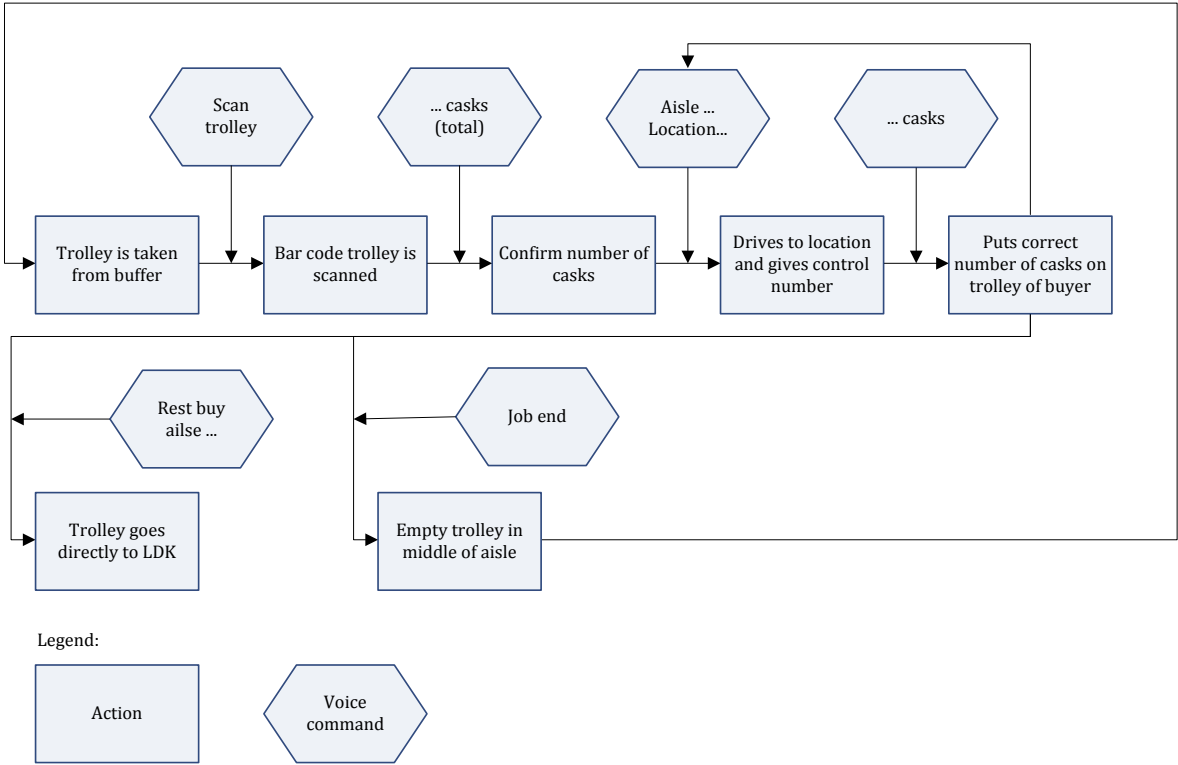 Scan
trolley
... casks
(total)
Aisle ...
Location...
... casks
Trolley is taken
from buffer
Bar code trolley is
scanned
Confirm number of
casks
Drives to location
and gives control
number
Puts correct
number of casks on
trolley of buyer
Rest buy
ailse ...
Job end
Trolley goes
directly to LDK
Empty trolley in
middle of aisle
Legend:
Action
Voice
command